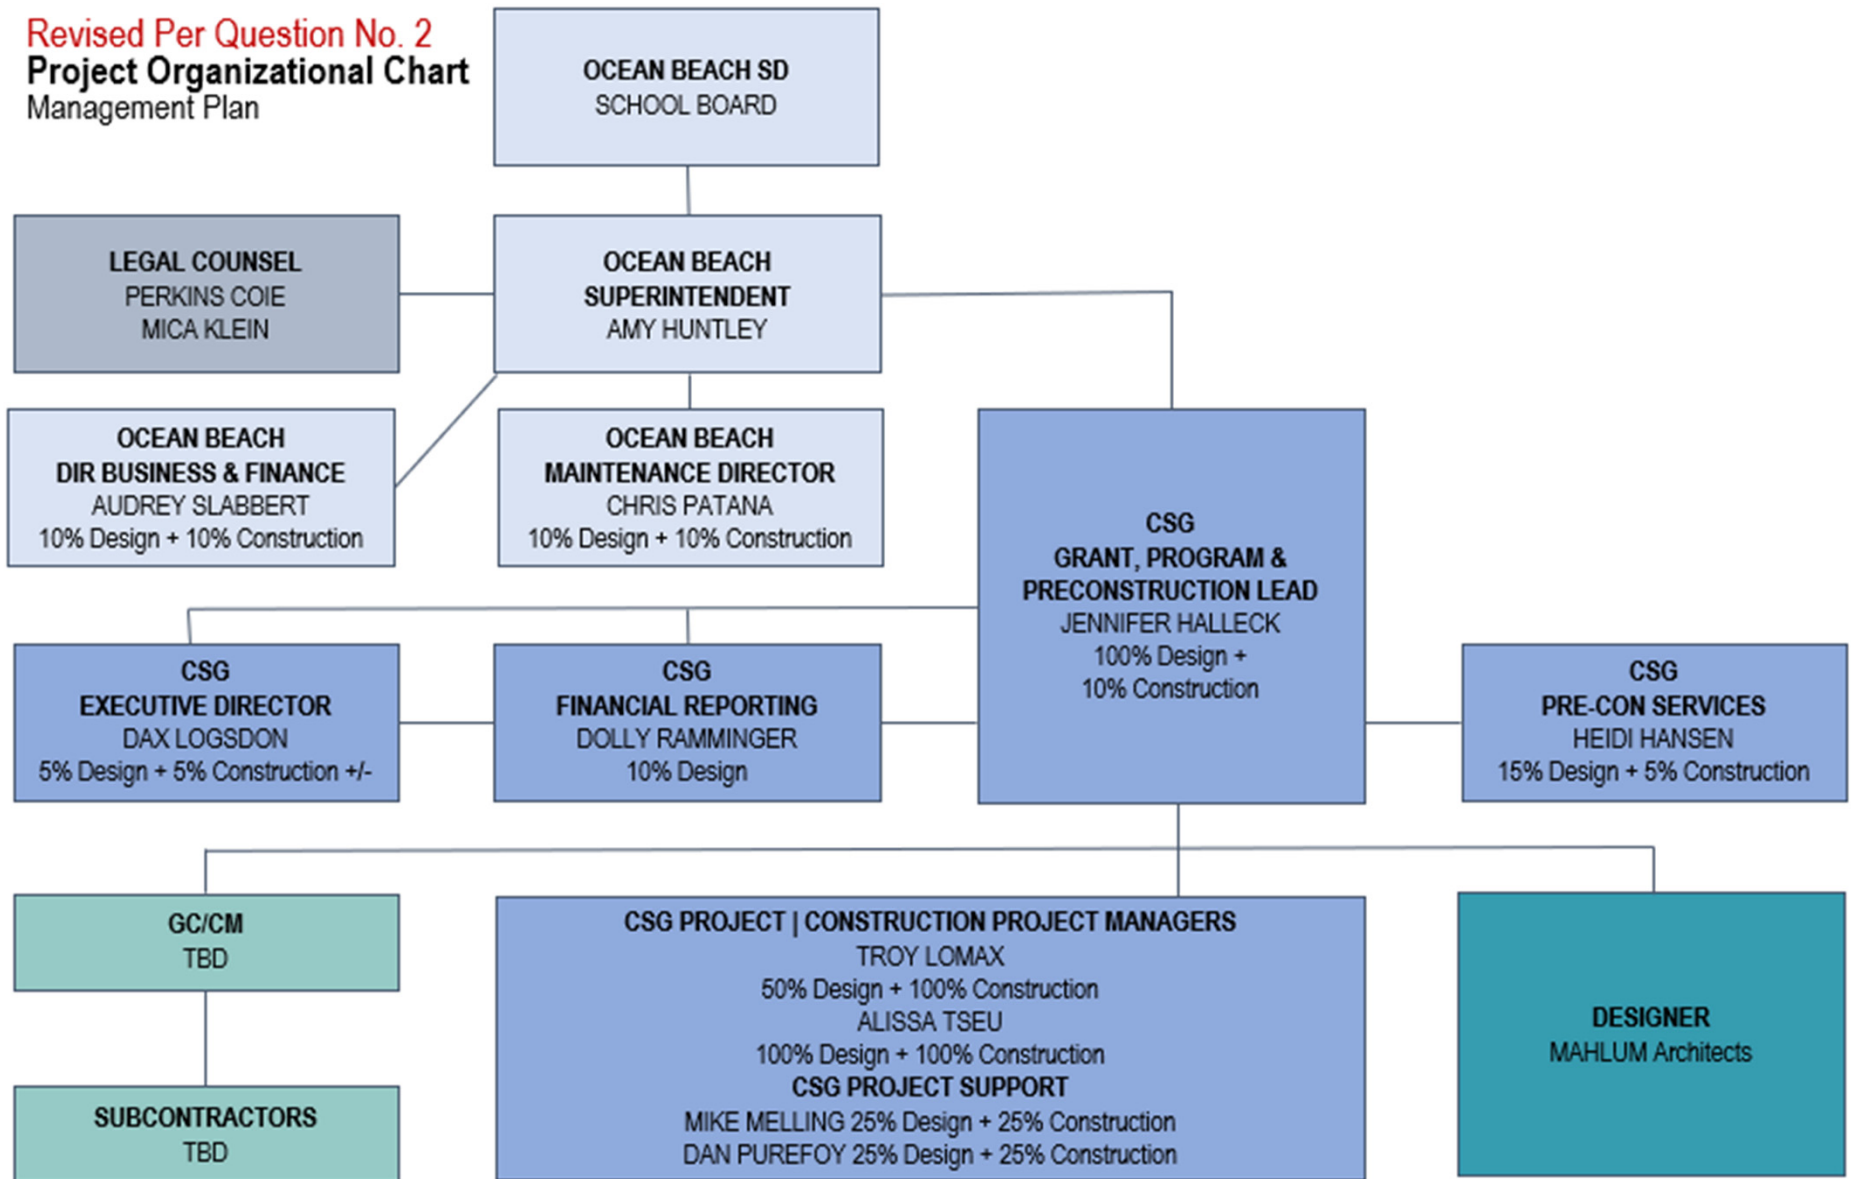 Revised Per Question No. 2
Project Organizational Chart
Management Plan
OCEAN BEACH SD
SCHOOL BOARD
LEGAL COUNSEL
PERKINS COIE
MICA KLEIN
OCEAN BEACH
SUPERINTENDENT
AMY HUNTLEY
OCEAN BEACH
DIR BUSINESS & FINANCE
AUDREY SLABBERT
10% Design + 10% Construction
OCEAN BEACH
MAINTENANCE DIRECTOR
CHRIS PATANA
10% Design + 10% Construction
CSG
GRANT, PROGRAM &
PRECONSTRUCTION LEAD
JENNIFER HALLECK
100% Design +
10% Construction
CSG
EXECUTIVE DIRECTOR
DAX LOGSDON
5% Design + 5% Construction +/-
CSG
FINANCIAL REPORTING
DOLLY RAMMINGER
10% Design
CSG
PRE-CON SERVICES
HEIDI HANSEN
15% Design + 5% Construction
GC/CM
TBD
SUBCONTRACTORS
TBD
CSG PROJECT | CONSTRUCTION PROJECT MANAGERS
TROY LOMAX
50% Design + 100% Construction
ALISSA TSEU
100% Design + 100% Construction
CSG PROJECT SUPPORT
MIKE MELLING 25% Design + 25% Construction
DAN PUREFOY 25% Design + 25% Construction
DESIGNER
MAHLUM Architects